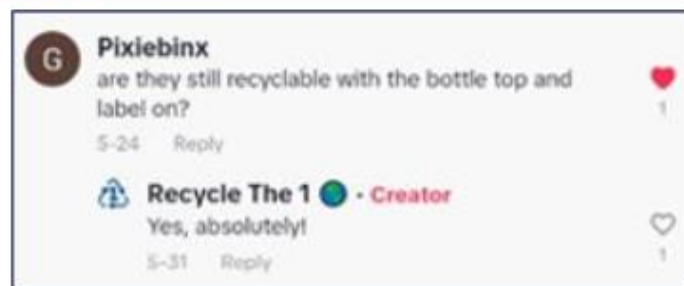 G
Pixiebinx
are they still recyclable with the bottle top and
label on?
1
5-24 Reply
1
Recycle The 1 🌎 · Creator
Yes, absolutely!
5-31 Reply
1